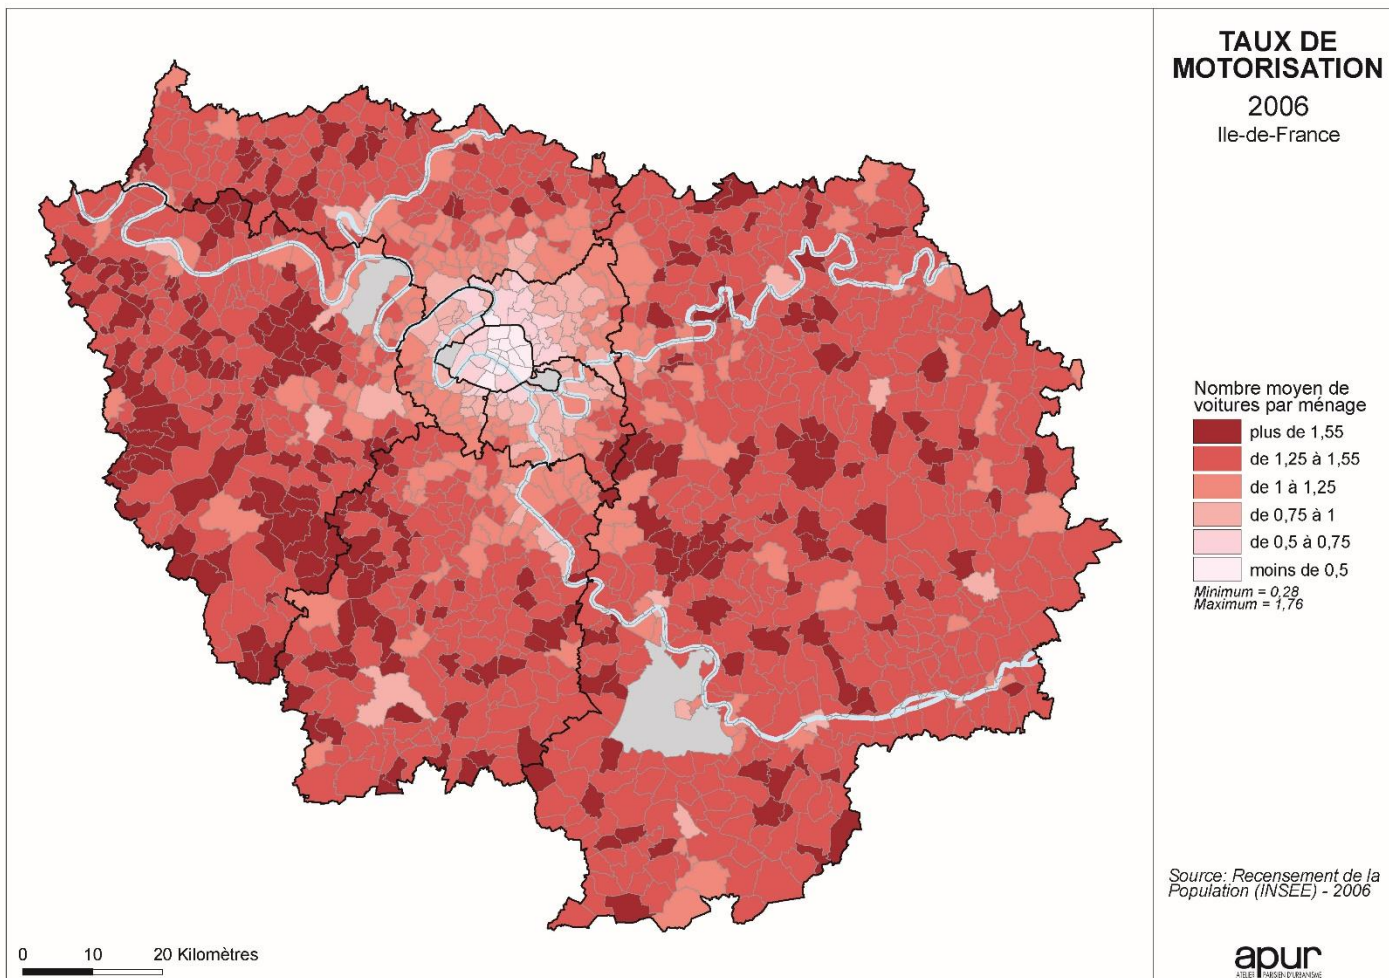 TAUX DE
MOTORISATION
2006
Ile-de-France
Nombre moyen de
voitures par ménage
plus de 1,55
de 1,25 à 1,55
de 1 à 1,25
de 0,75 à 1
de 0,5 à 0,75
moins de 0,5
Minimum = 0,28
Maximum = 1,76
Source: Recensement de la
Population (INSEE) - 2006
apur
ATELIER PARISIEN D'URBANISME
0 10 20 Kilomètres